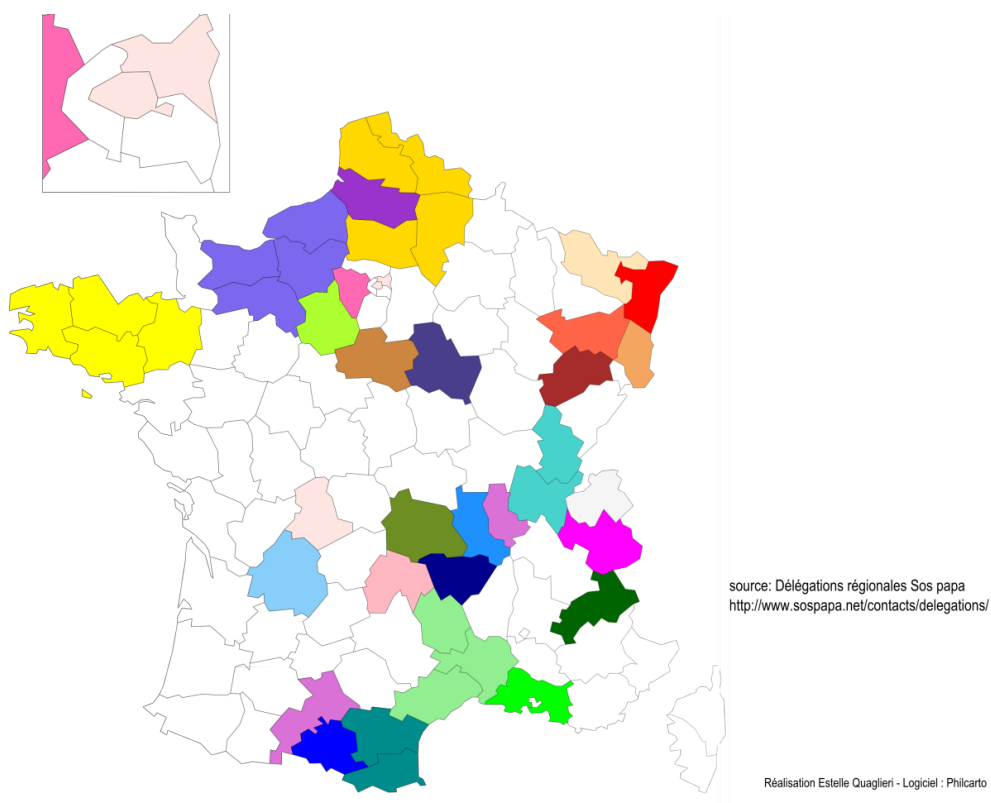 source: Délégations régionales Sos papa
http://www.sospapa.net/contacts/delegations/
Réalisation Estelle Quaglieri - Logiciel : Philcarto